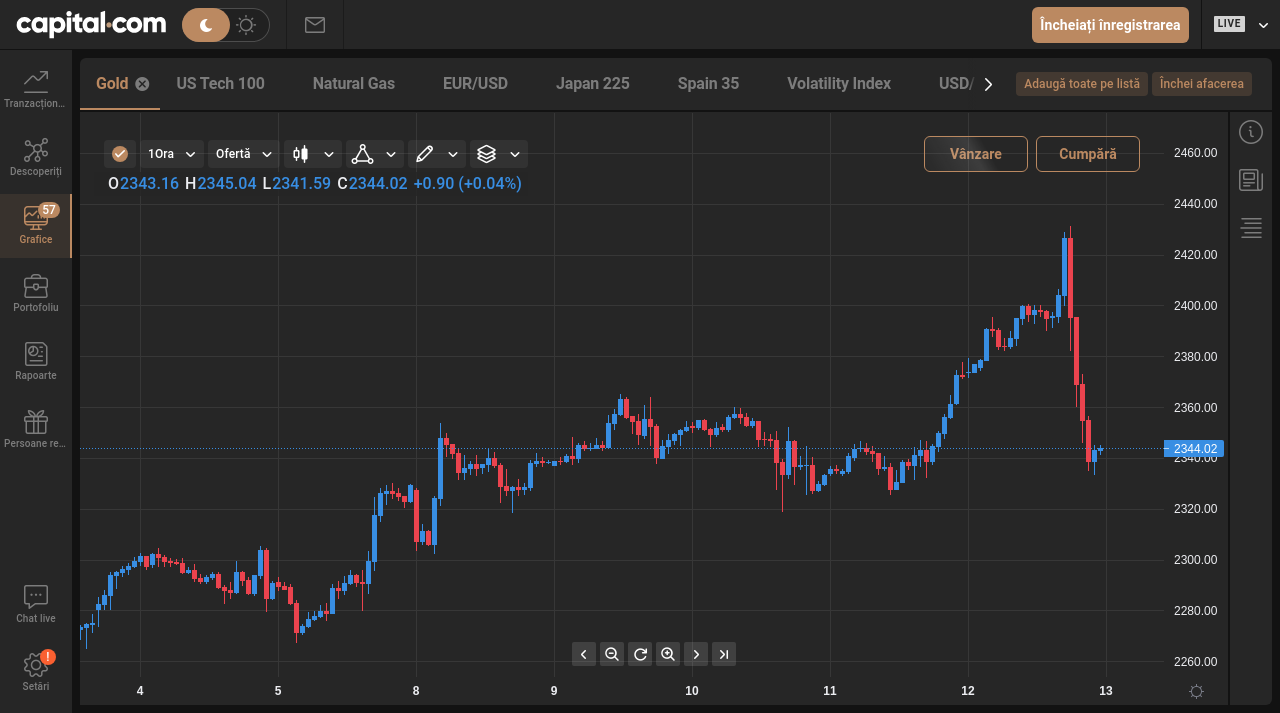 capital.com
Încheiați înregistrarea
LIVE
Gold
US Tech 100
Natural Gas
EUR/USD
Japan 225
Spain 35
Volatility Index
USD/
Adaugă toate pe listă
Închei afacerea
Tranzacțion...
Descoperiți
57
Grafice
Portofoliu
Rapoarte
Persoane re...
Chat live
!
Setări
1Ora
Ofertă
Vânzare
Cumpără
O2343.16 H2345.04 L2341.59 C2344.02 +0.90 (+0.04%)
2460.00
2440.00
2420.00
2400.00
2380.00
2360.00
2344.02
2340.00
2320.00
2300.00
2280.00
2260.00
4 5 8 9 10 11 12 13